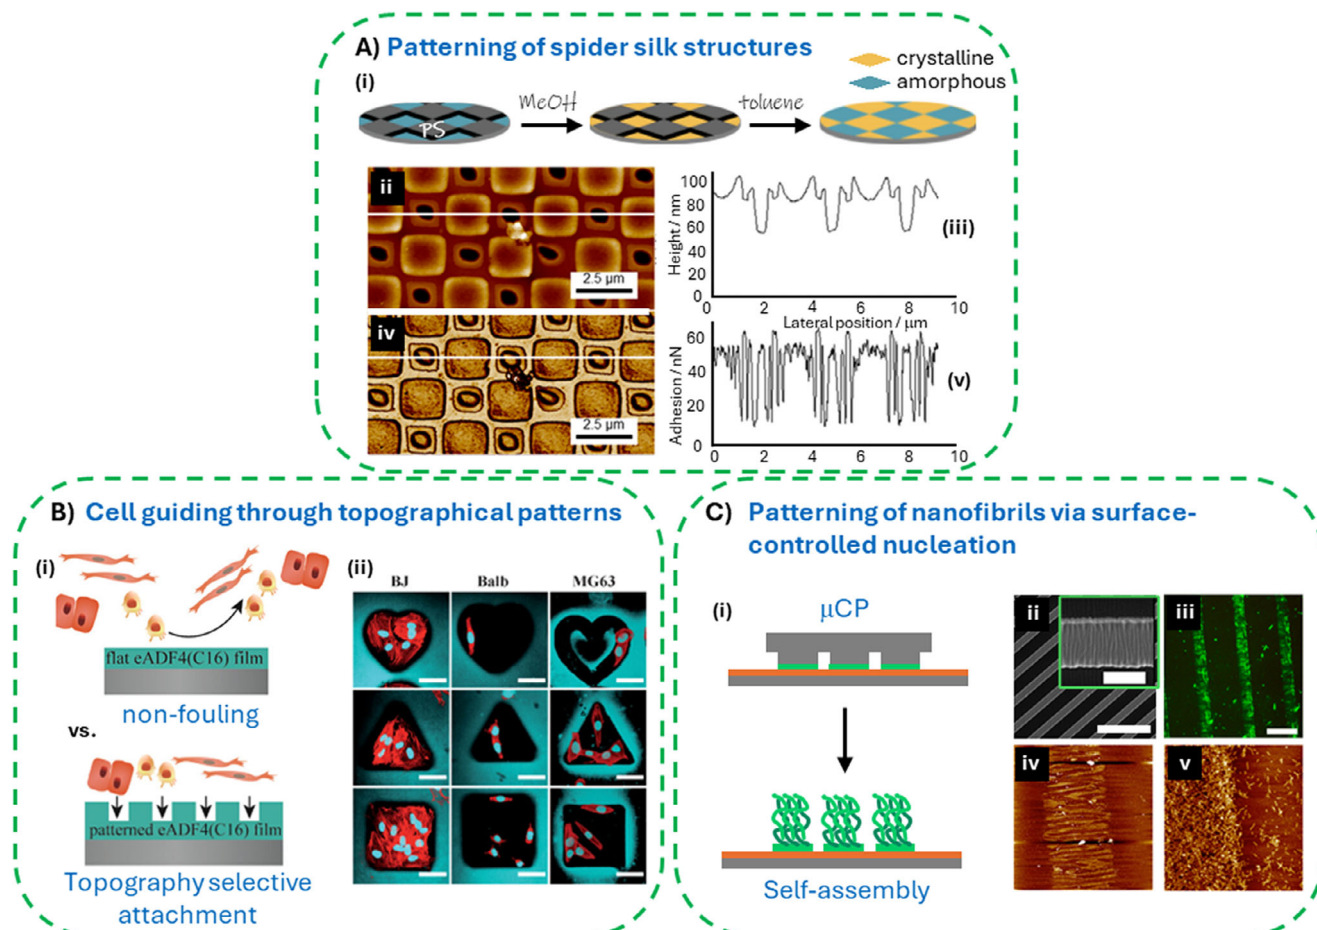 A) Patterning of spider silk structures
crystalline
amorphous
(i)
MeOH
toluene
PS
ii
2.5 µm
iv
2.5 µm
Height / nm
100
80
60
40
20
0
0 2 4 6 8 10
Lateral position / µm
(iii)
Adhesion / nN
60
40
20
0
0 2 4 6 8 10
(v)
B) Cell guiding through topographical patterns
(i)
flat eADF4(C16) film
non-fouling
vs.
patterned eADF4(C16) film
Topography selective
attachment
(ii)
BJ Balb MG63
C) Patterning of nanofibrils via surface-
controlled nucleation
(i)
µCP
Self-assembly
ii
iii
iv
v